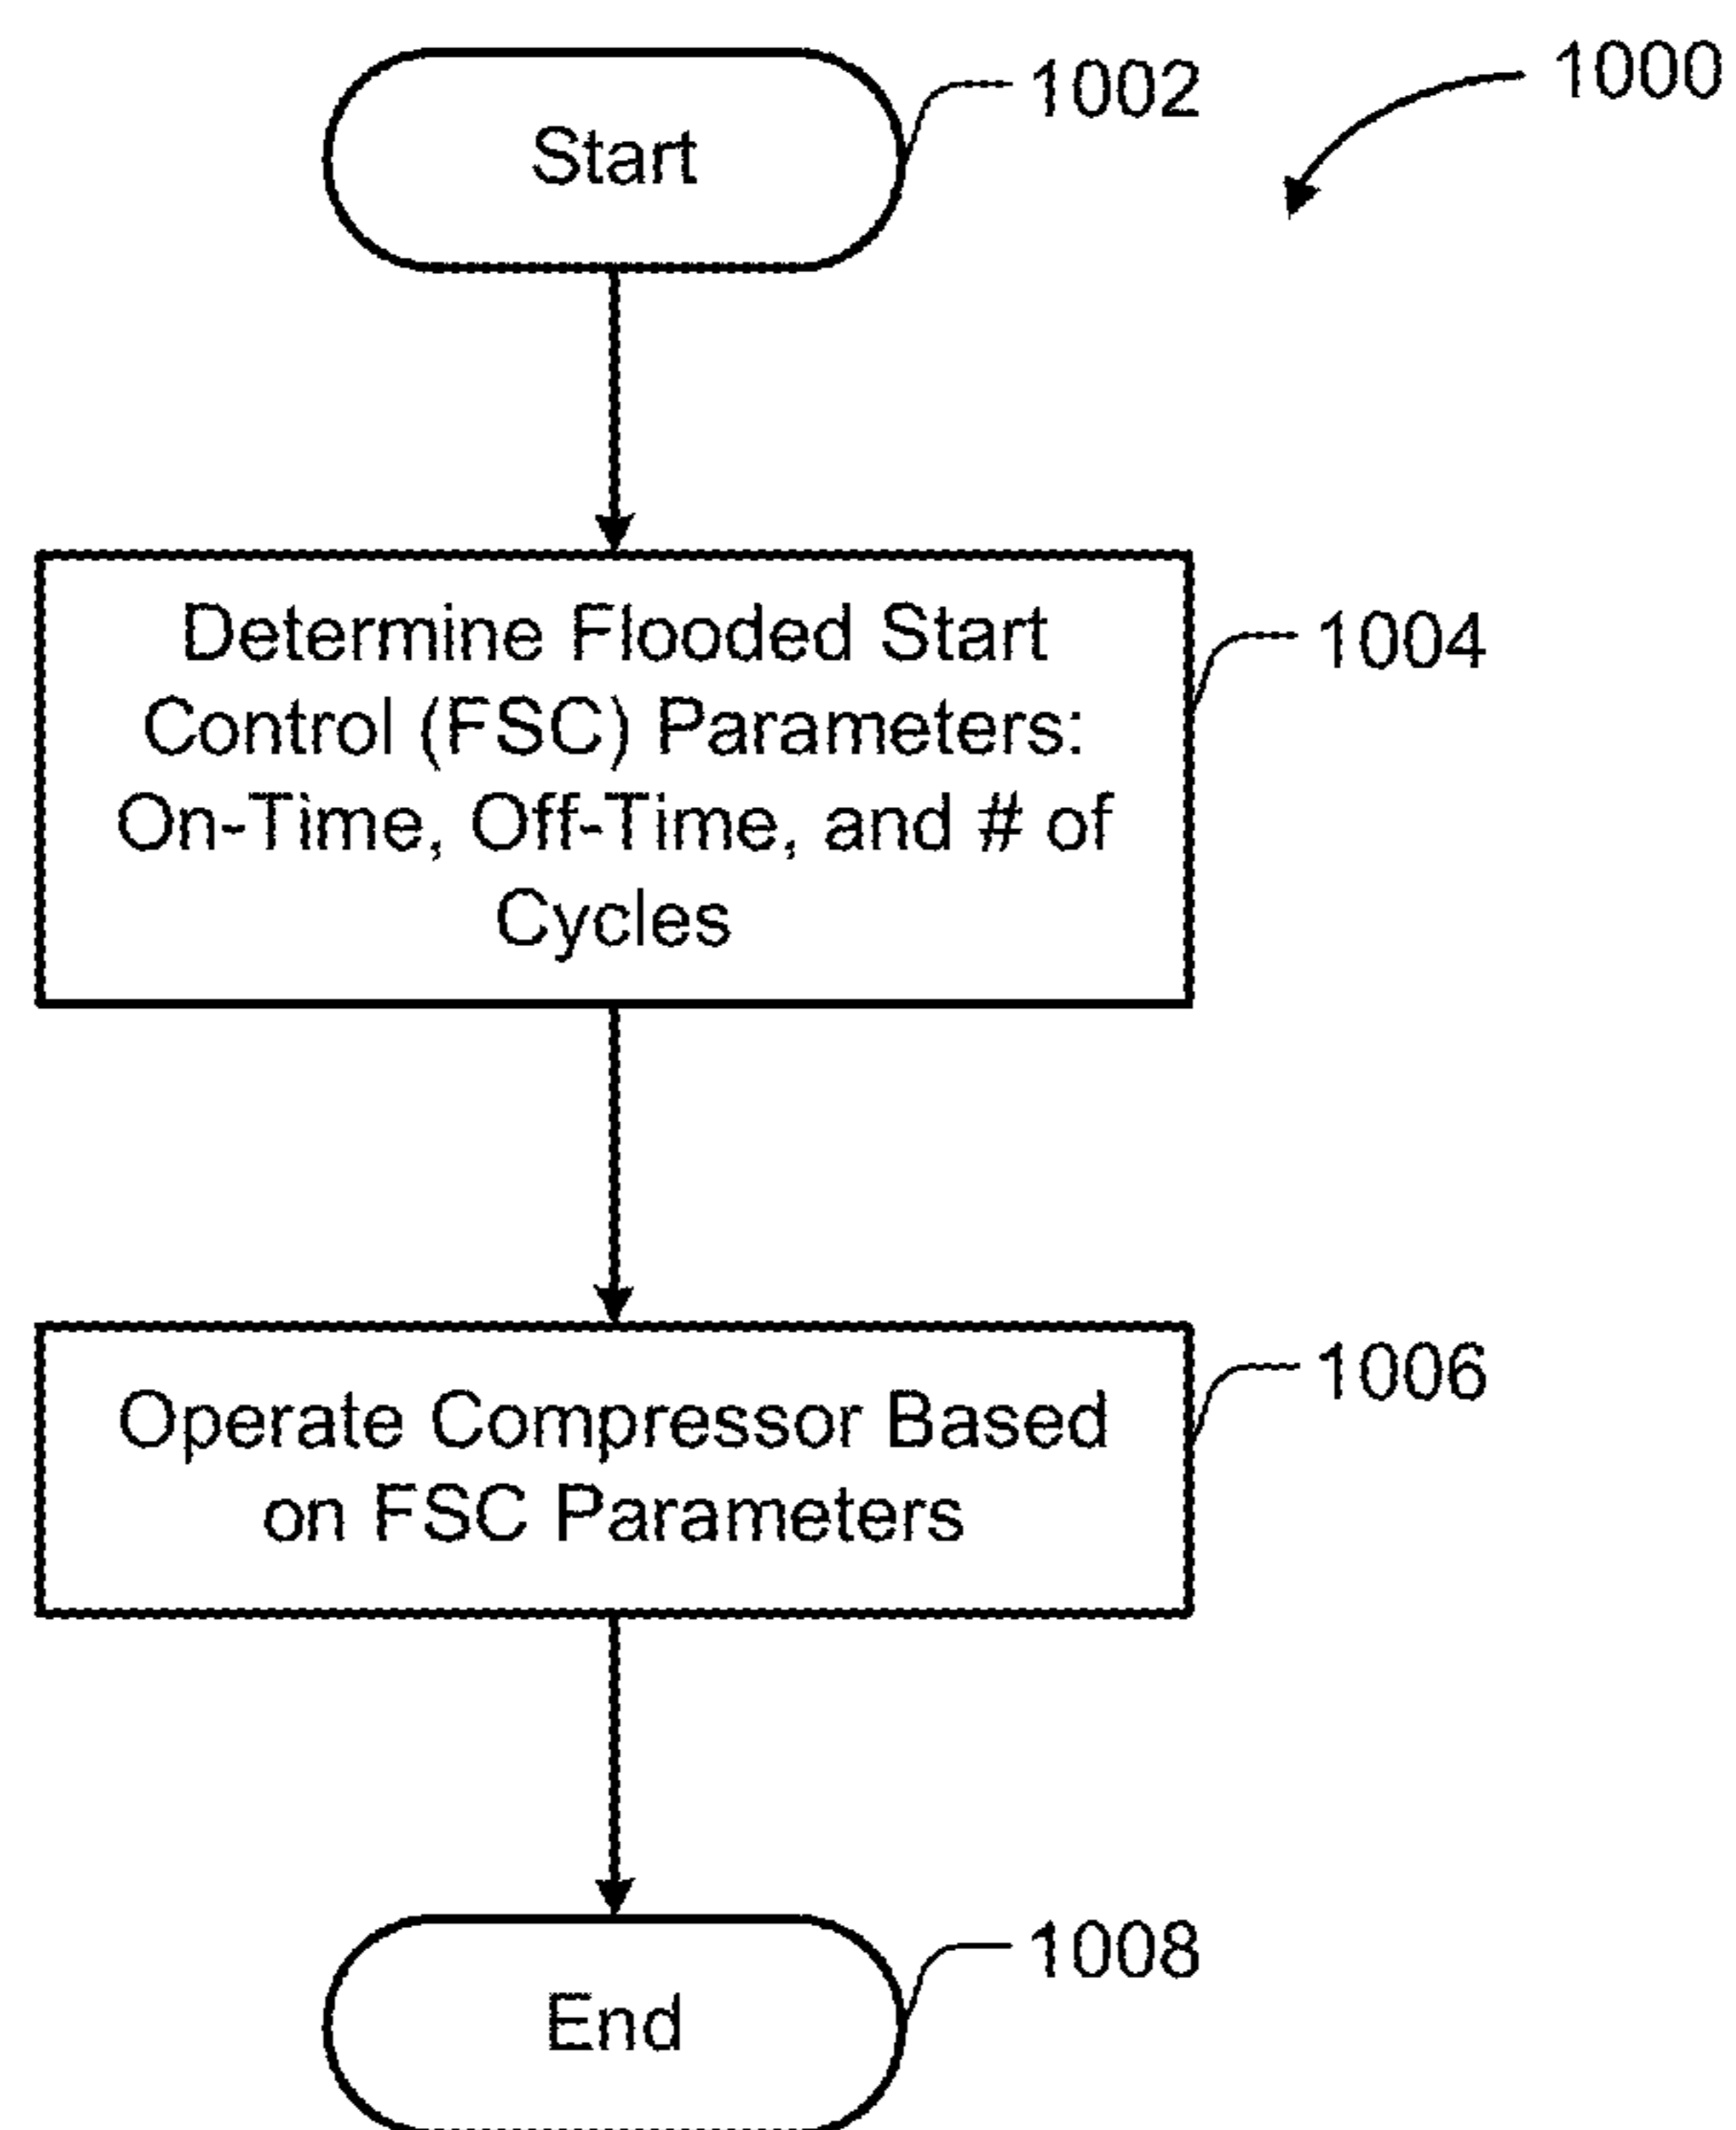 Start
1002
1000
Determine Flooded Start
Control (FSC) Parameters:
On-Time, Off-Time, and # of
Cycles
1004
Operate Compressor Based
on FSC Parameters
1006
End
1008